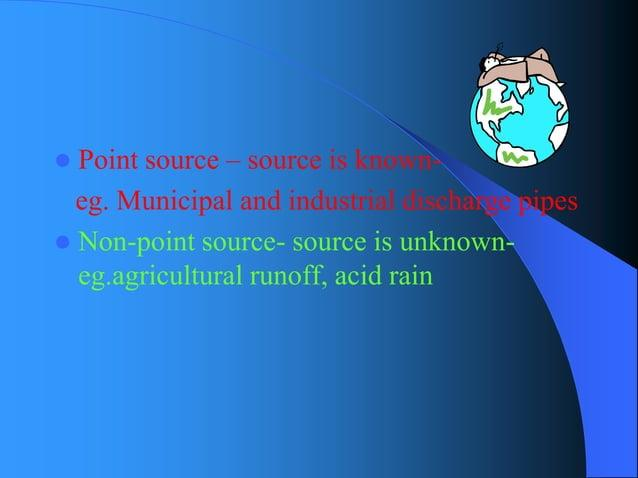 Point source – source is known-
eg. Municipal and industrial discharge pipes
Non-point source- source is unknown-
eg.agricultural runoff, acid rain